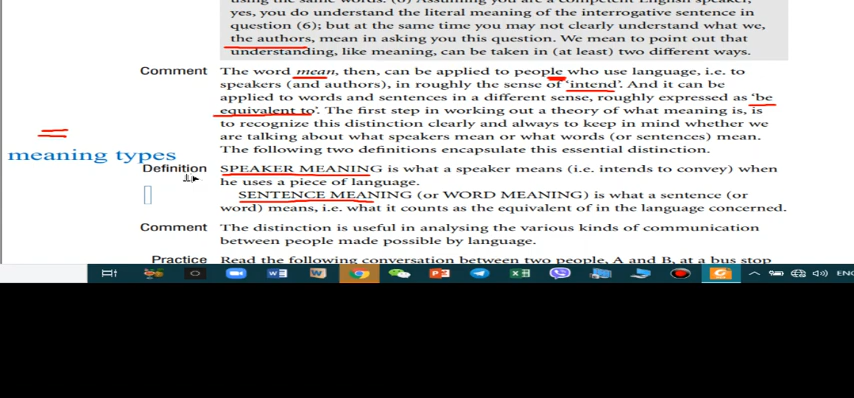 using the same words. (6) Assuming you are a competent English speaker,
yes, you do understand the literal meaning of the interrogative sentence in
question (6); but at the same time you may not clearly understand what we,
the authors, mean in asking you this question. We mean to point out that
understanding, like meaning, can be taken in (at least) two different ways.
Comment The word mean, then, can be applied to people who use language, i.e. to
speakers (and authors), in roughly the sense of ‘intend’. And it can be
applied to words and sentences in a different sense, roughly expressed as ‘be
equivalent to’. The first step in working out a theory of what meaning is, is
to recognize this distinction clearly and always to keep in mind whether we
are talking about what speakers mean or what words (or sentences) mean.
The following two definitions encapsulate this essential distinction.
meaning types
Definition SPEAKER MEANING is what a speaker means (i.e. intends to convey) when
he uses a piece of language.
SENTENCE MEANING (or WORD MEANING) is what a sentence (or
word) means, i.e. what it counts as the equivalent of in the language concerned.
Comment The distinction is useful in analysing the various kinds of communication
between people made possible by language.
Practice Read the following conversation between two people, A and B, at a bus stop
ENG